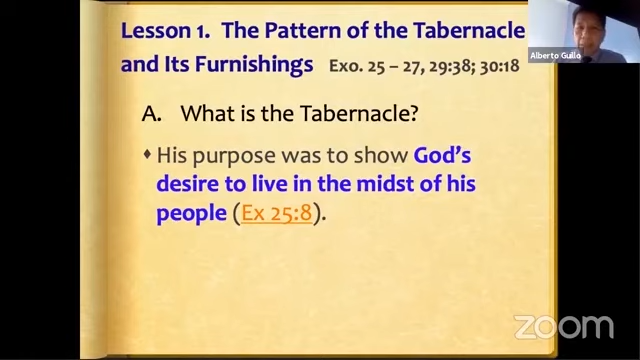 Lesson 1. The Pattern of the Tabernacle
and Its Furnishings Exo. 25 – 27, 29:38; 30:18
Alberto Guilo
A. What is the Tabernacle?
His purpose was to show God's
desire to live in the midst of his
people (Ex 25:8).
zoom